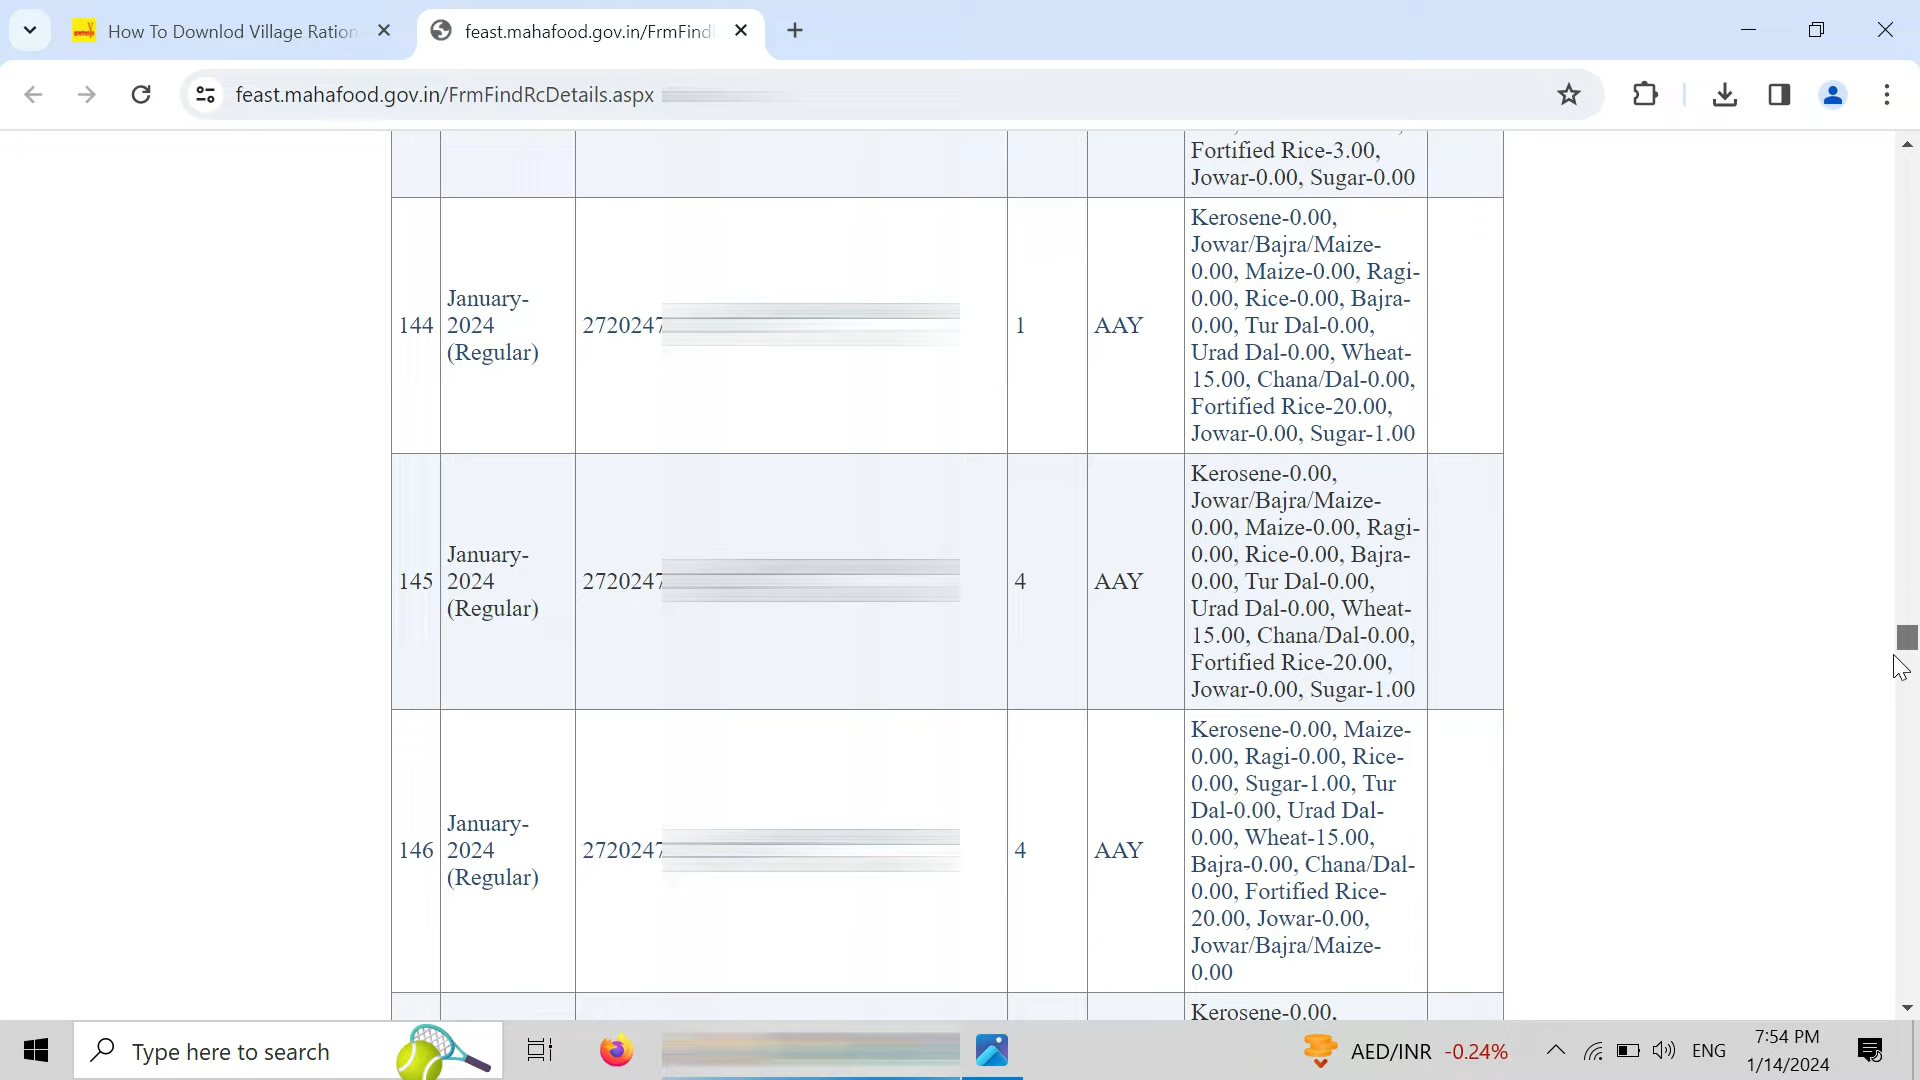 How To Downlod Village Ration
feast.mahafood.gov.in/FrmFind
feast.mahafood.gov.in/FrmFindRcDetails.aspx
Fortified Rice-3.00,
Jowar-0.00, Sugar-0.00
144
January-
2024
(Regular)
2720247
1
AAY
Kerosene-0.00,
Jowar/Bajra/Maize-
0.00, Maize-0.00, Ragi-
0.00, Rice-0.00, Bajra-
0.00, Tur Dal-0.00,
Urad Dal-0.00, Wheat-
15.00, Chana/Dal-0.00,
Fortified Rice-20.00,
Jowar-0.00, Sugar-1.00
145
January-
2024
(Regular)
2720247
4
AAY
Kerosene-0.00,
Jowar/Bajra/Maize-
0.00, Maize-0.00, Ragi-
0.00, Rice-0.00, Bajra-
0.00, Tur Dal-0.00,
Urad Dal-0.00, Wheat-
15.00, Chana/Dal-0.00,
Fortified Rice-20.00,
Jowar-0.00, Sugar-1.00
146
January-
2024
(Regular)
2720247
4
AAY
Kerosene-0.00, Maize-
0.00, Ragi-0.00, Rice-
0.00, Sugar-1.00, Tur
Dal-0.00, Urad Dal-
0.00, Wheat-15.00,
Bajra-0.00, Chana/Dal-
0.00, Fortified Rice-
20.00, Jowar-0.00,
Jowar/Bajra/Maize-
0.00
Kerosene-0.00,
Type here to search
AED/INR -0.24%
ENG
7:54 PM
1/14/2024